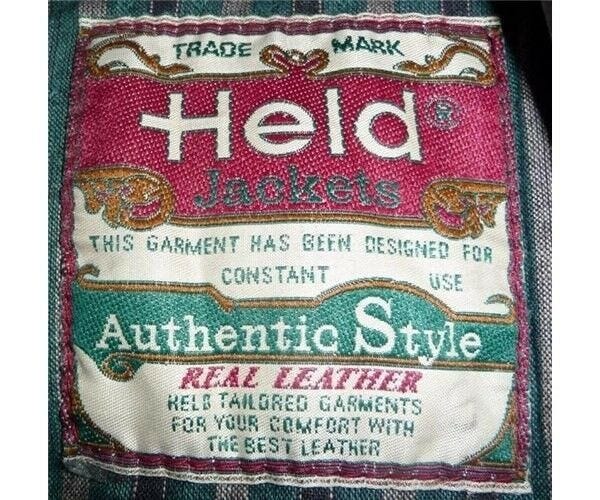 TRADE MARK
Held®
Jackets
THIS GARMENT HAS BEEN DESIGNED FOR
CONSTANT USE
Authentic Style
REAL LEATHER
HELD TAILORED GARMENTS
FOR YOUR COMFORT WITH
THE BEST LEATHER